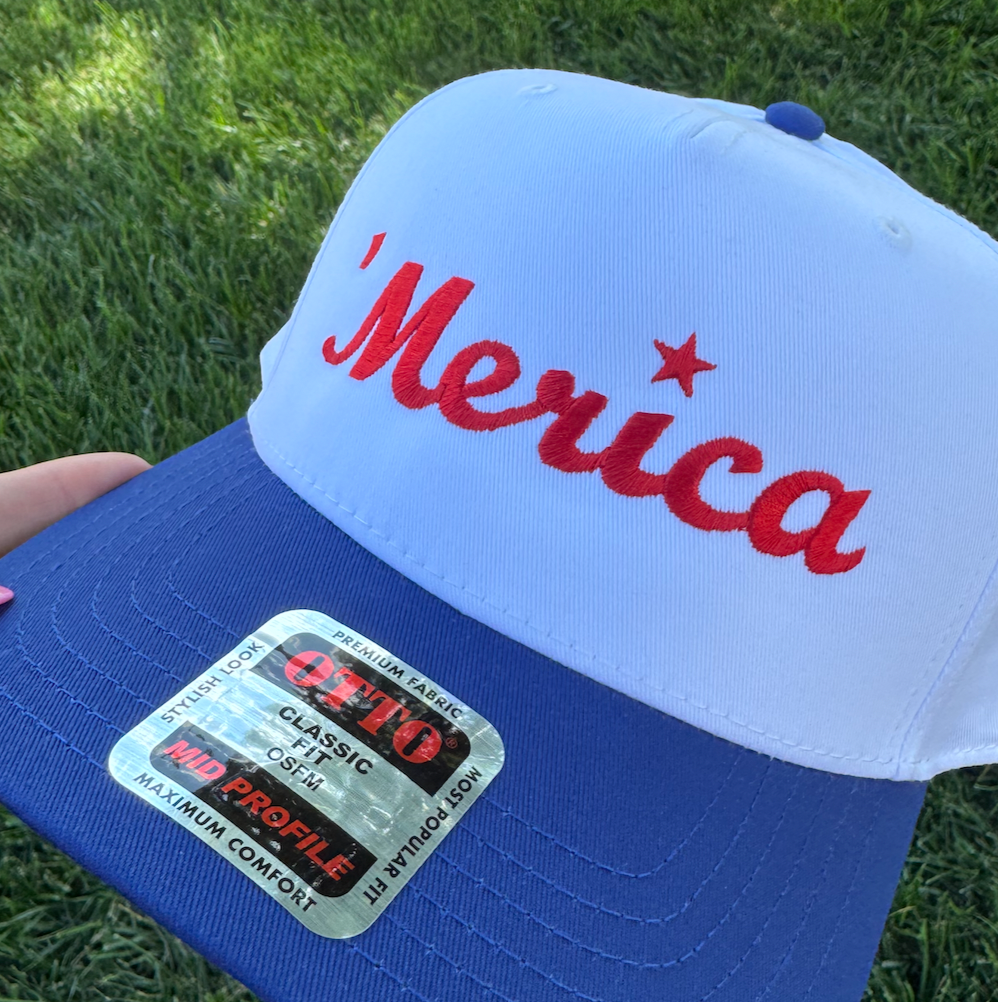 'Merica
PREMIUM FABRIC
STYLISH LOOK
OTTO®
CLASSIC
FIT
OSFM
MID PROFILE
MAXIMUM COMFORT
MOST POPULAR FIT